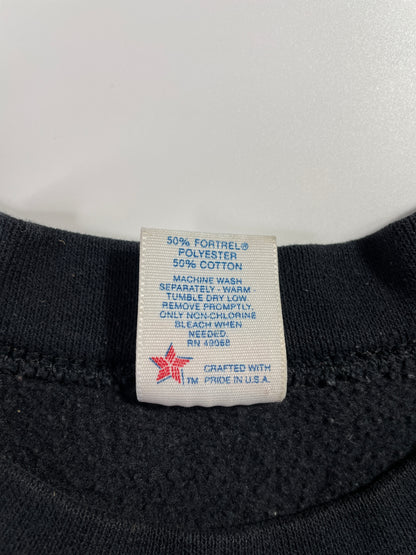 50% FORTREL®
POLYESTER
50% COTTON
MACHINE WASH
SEPARATELY - WARM -
TUMBLE DRY LOW.
REMOVE PROMPTLY.
ONLY NON-CHLORINE
BLEACH WHEN
NEEDED.
RN 49068
TM CRAFTED WITH
PRIDE IN U.S.A.